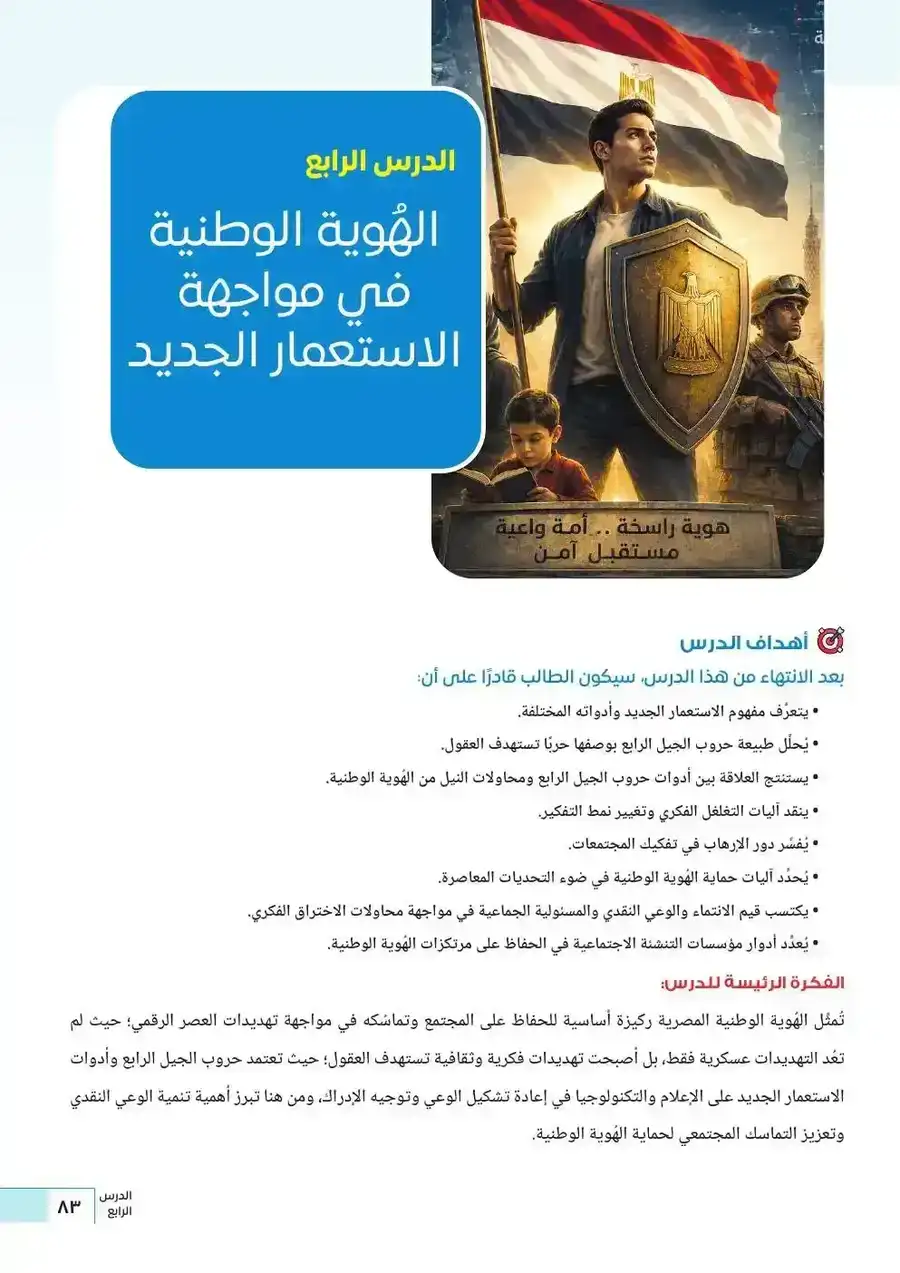 ة
الدرس الرابع
الهُوية الوطنية
في مواجهة
الاستعمار الجديد
هوية راسخة .. أمة واعية
مستقبل آمن
أهداف الدرس
بعد الانتهاء من هذا الدرس، سيكون الطالب قادرًا على أن:
• يتعرَّف مفهوم الاستعمار الجديد وأدواته المختلفة.
• يُحلِّل طبيعة حروب الجيل الرابع بوصفها حربًا تستهدف العقول.
• يستنتج العلاقة بين أدوات حروب الجيل الرابع ومحاولات النيل من الهُوية الوطنية.
• ينقد آليات التغلغل الفكري وتغيير نمط التفكير.
• يُفسِّر دور الإرهاب في تفكيك المجتمعات.
• يُحدِّد آليات حماية الهُوية الوطنية في ضوء التحديات المعاصرة.
• يكتسب قيم الانتماء والوعي النقدي والمسئولية الجماعية في مواجهة محاولات الاختراق الفكري.
• يُعدِّد أدوار مؤسسات التنشئة الاجتماعية في الحفاظ على مرتكزات الهُوية الوطنية.
الفكرة الرئيسة للدرس:
تُمثِّل الهُوية الوطنية المصرية ركيزة أساسية للحفاظ على المجتمع وتماسُكه في مواجهة تهديدات العصر الرقمي؛ حيث لم
تعُد التهديدات عسكرية فقط، بل أصبحت تهديدات فكرية وثقافية تستهدف العقول؛ حيث تعتمد حروب الجيل الرابع وأدوات
الاستعمار الجديد على الإعلام والتكنولوجيا في إعادة تشكيل الوعي وتوجيه الإدراك، ومن هنا تبرز أهمية تنمية الوعي النقدي
وتعزيز التماسك المجتمعي لحماية الهُوية الوطنية.
الدرس
الرابع
٨٣